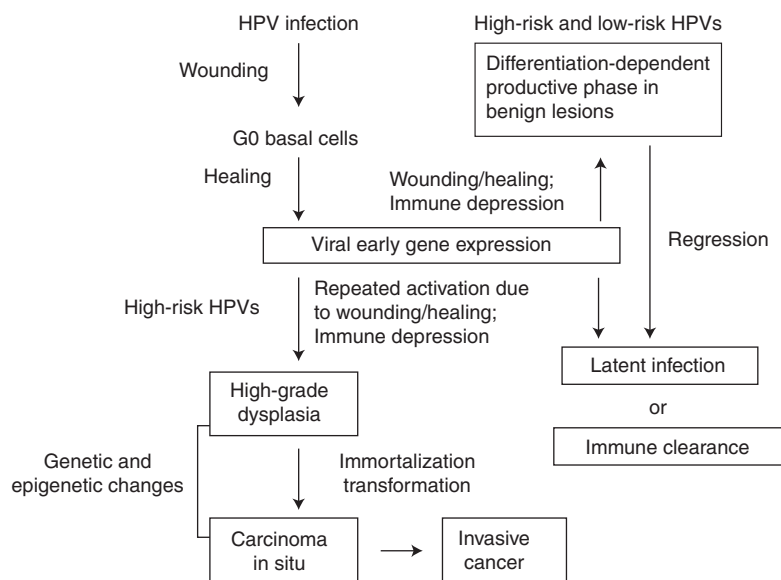 HPV infection
High-risk and low-risk HPVs
Wounding
Differentiation-dependent
productive phase in
benign lesions
G0 basal cells
Healing
Wounding/healing;
Immune depression
Viral early gene expression
Regression
High-risk HPVs
Repeated activation due
to wounding/healing;
Immune depression
Latent infection
or
Immune clearance
High-grade
dysplasia
Genetic and
epigenetic changes
Immortalization
transformation
Carcinoma
in situ
Invasive
cancer